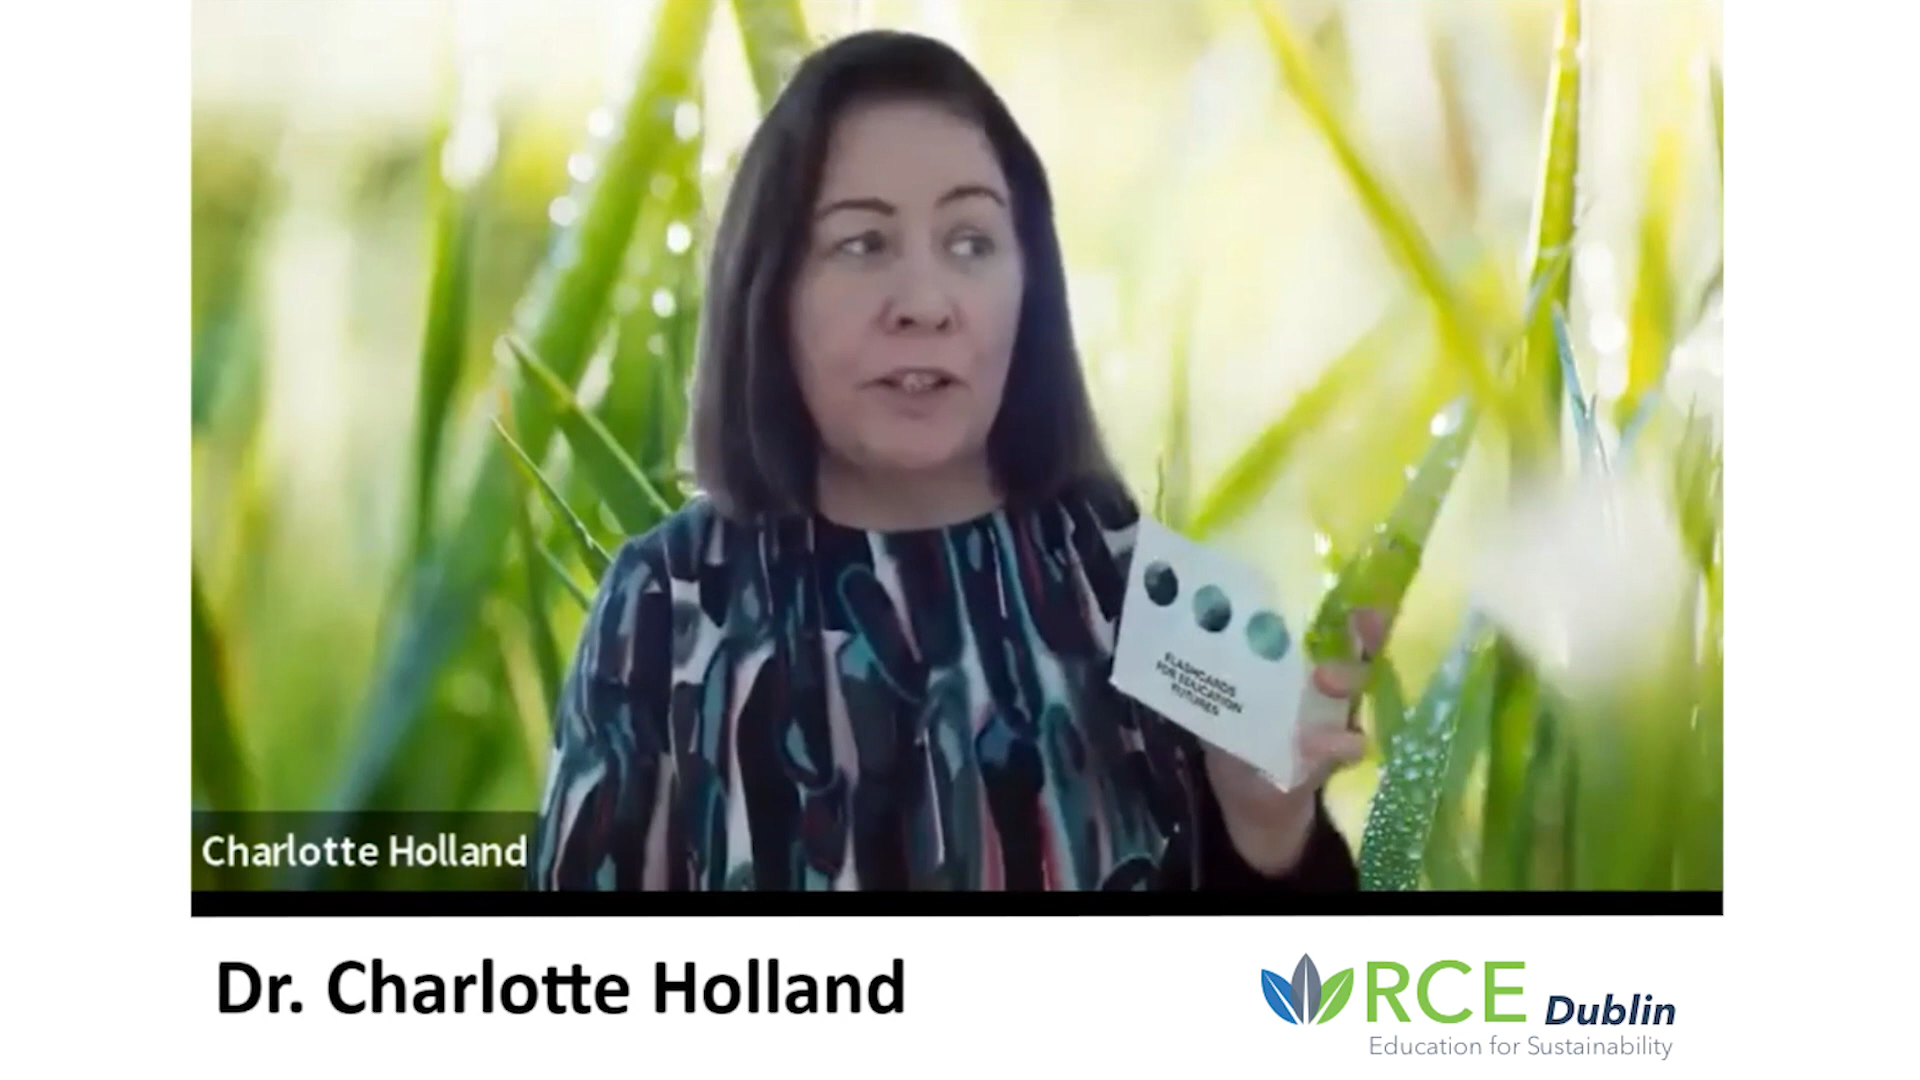 FLASHCARDS
FOR EDUCATION
FUTURES
Charlotte Holland
Dr. Charlotte Holland
RCE Dublin
Education for Sustainability